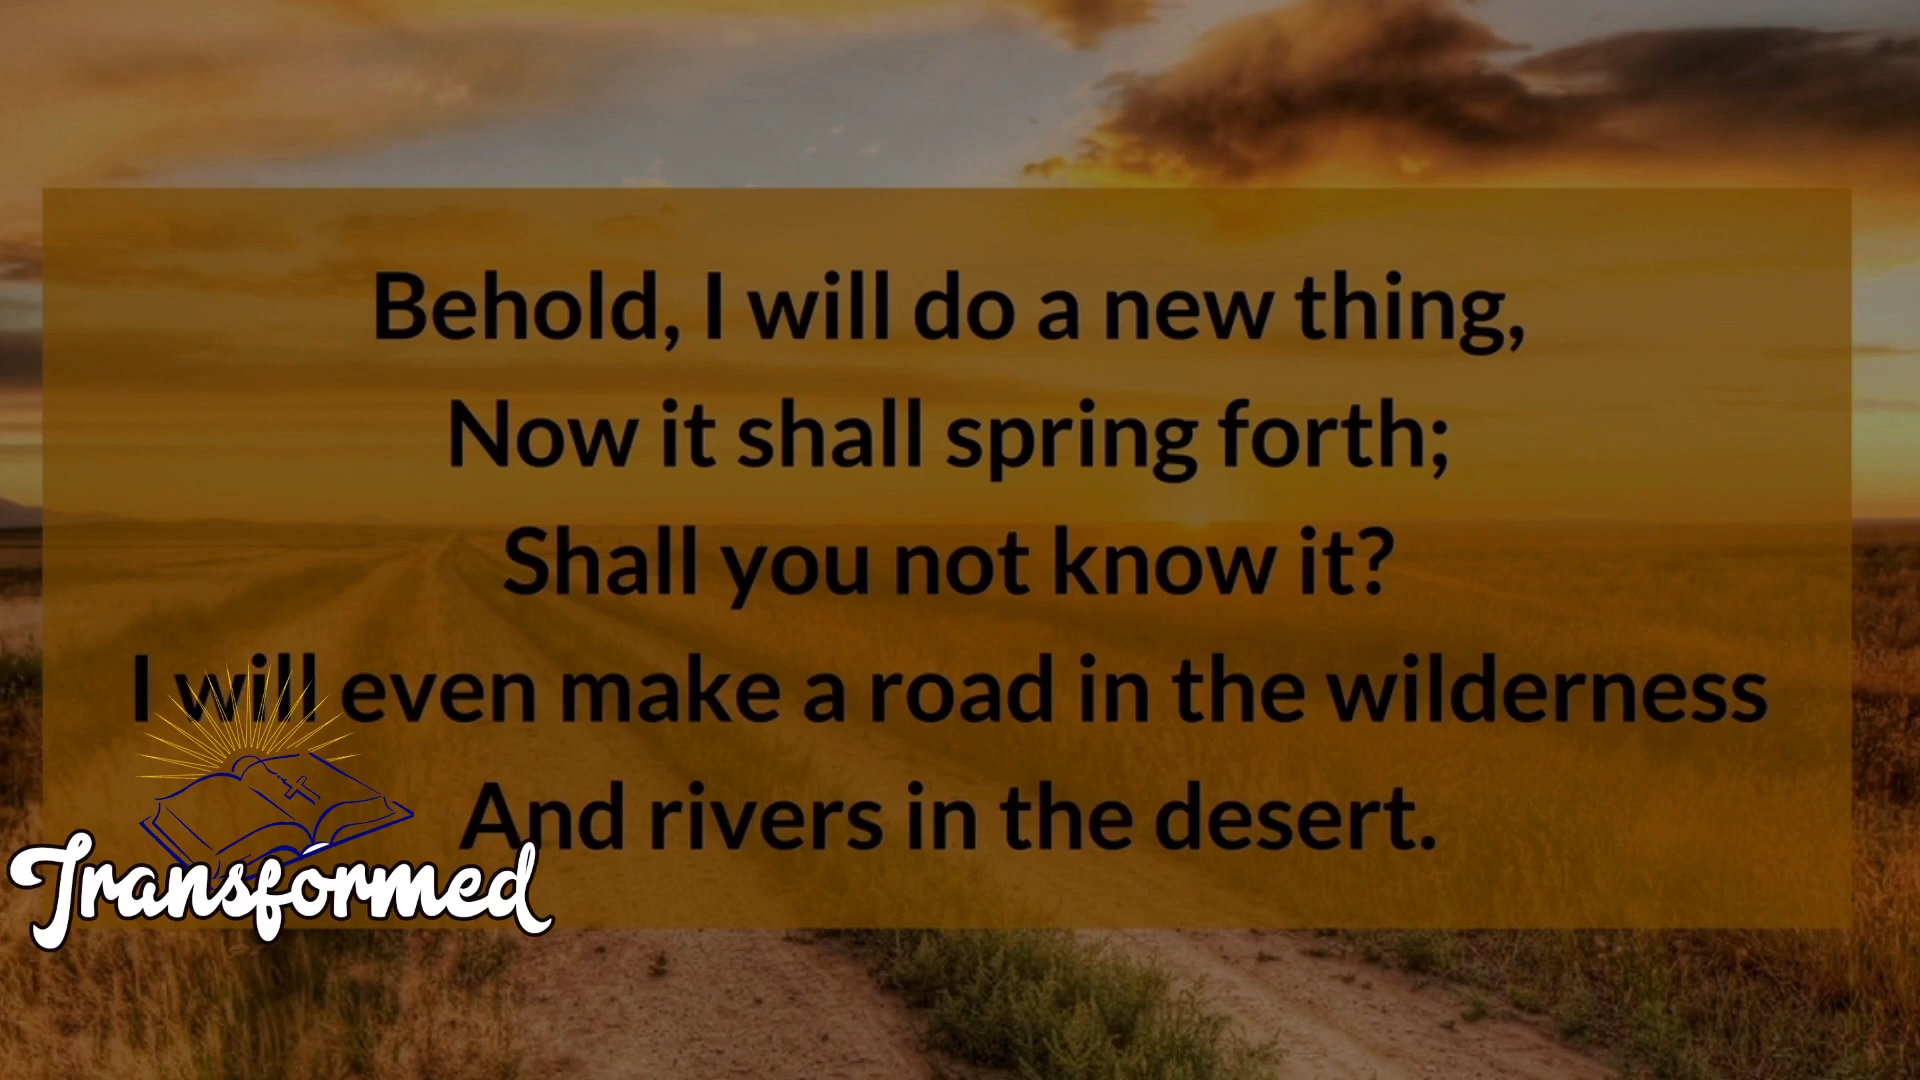 Behold, I will do a new thing,
Now it shall spring forth;
Shall you not know it?
I will even make a road in the wilderness
And rivers in the desert.
Transformed